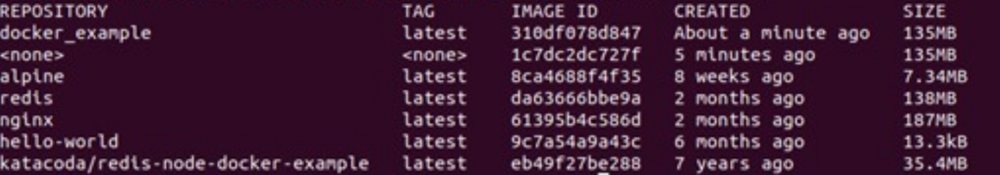 REPOSITORY TAG IMAGE ID CREATED SIZE
docker_example latest 310df078d847 About a minute ago 135MB
<none> <none> 1c7dc2dc727f 5 minutes ago 135MB
alpine latest 8ca4688f4f35 8 weeks ago 7.34MB
redis latest da63666bbe9a 2 months ago 138MB
nginx latest 61395b4c586d 2 months ago 187MB
hello-world latest 9c7a54a9a43c 6 months ago 13.3kB
katacoda/redis-node-docker-example latest eb49f27be288 7 years ago 35.4MB